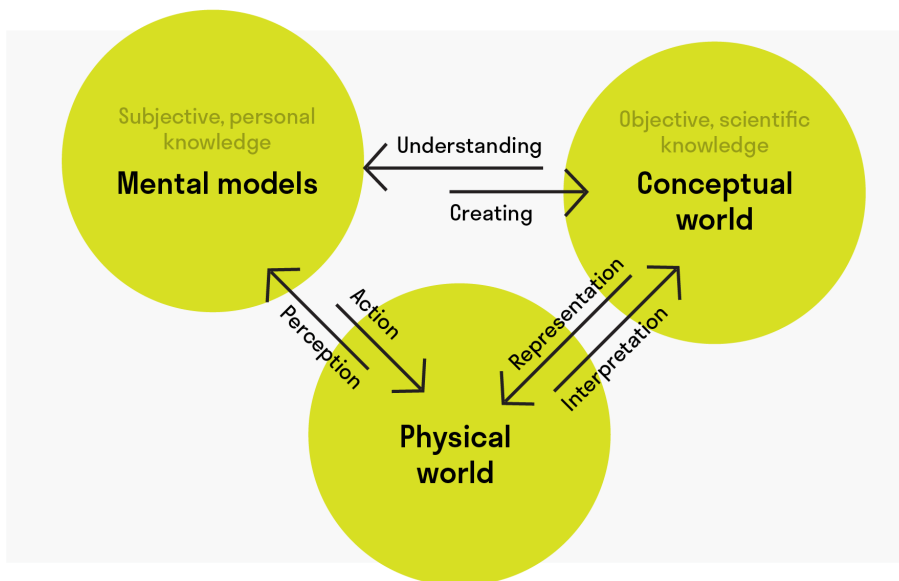 Subjective, personal
knowledge
Mental models
Understanding
Creating
Objective, scientific
knowledge
Conceptual
world
Perception
Action
Representation
Interpretation
Physical
world